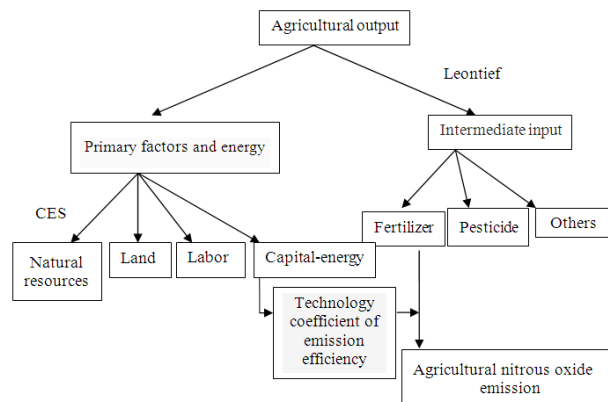 Agricultural output
Leontief
Primary factors and energy
Intermediate input
CES
Natural
resources
Land
Labor
Capital-energy
Fertilizer
Pesticide
Others
Technology
coefficient of
emission
efficiency
Agricultural nitrous oxide
emission